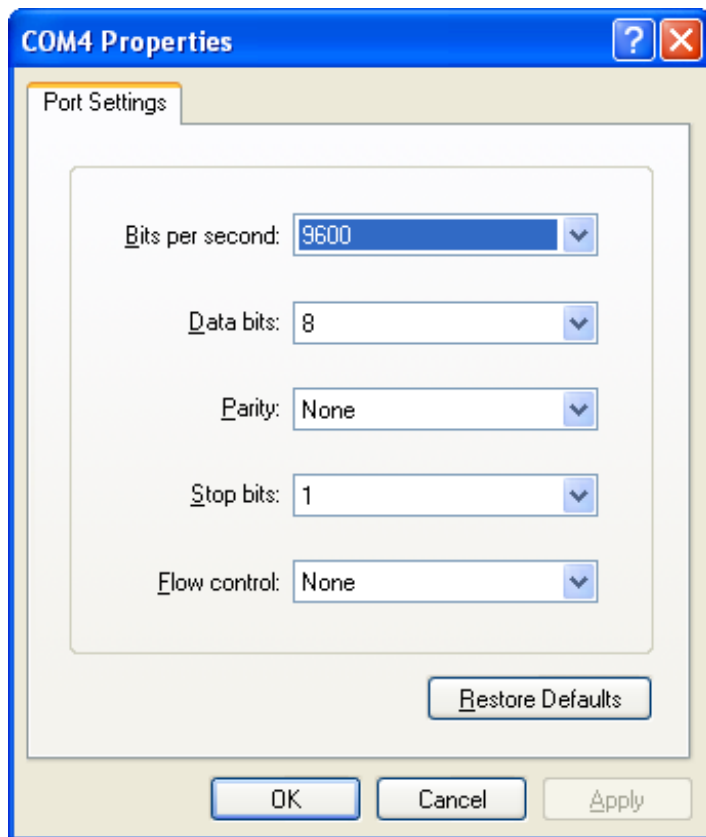 COM4 Properties
Port Settings
Bits per second: 9600
Data bits: 8
Parity: None
Stop bits: 1
Flow control: None
Restore Defaults
OK Cancel Apply